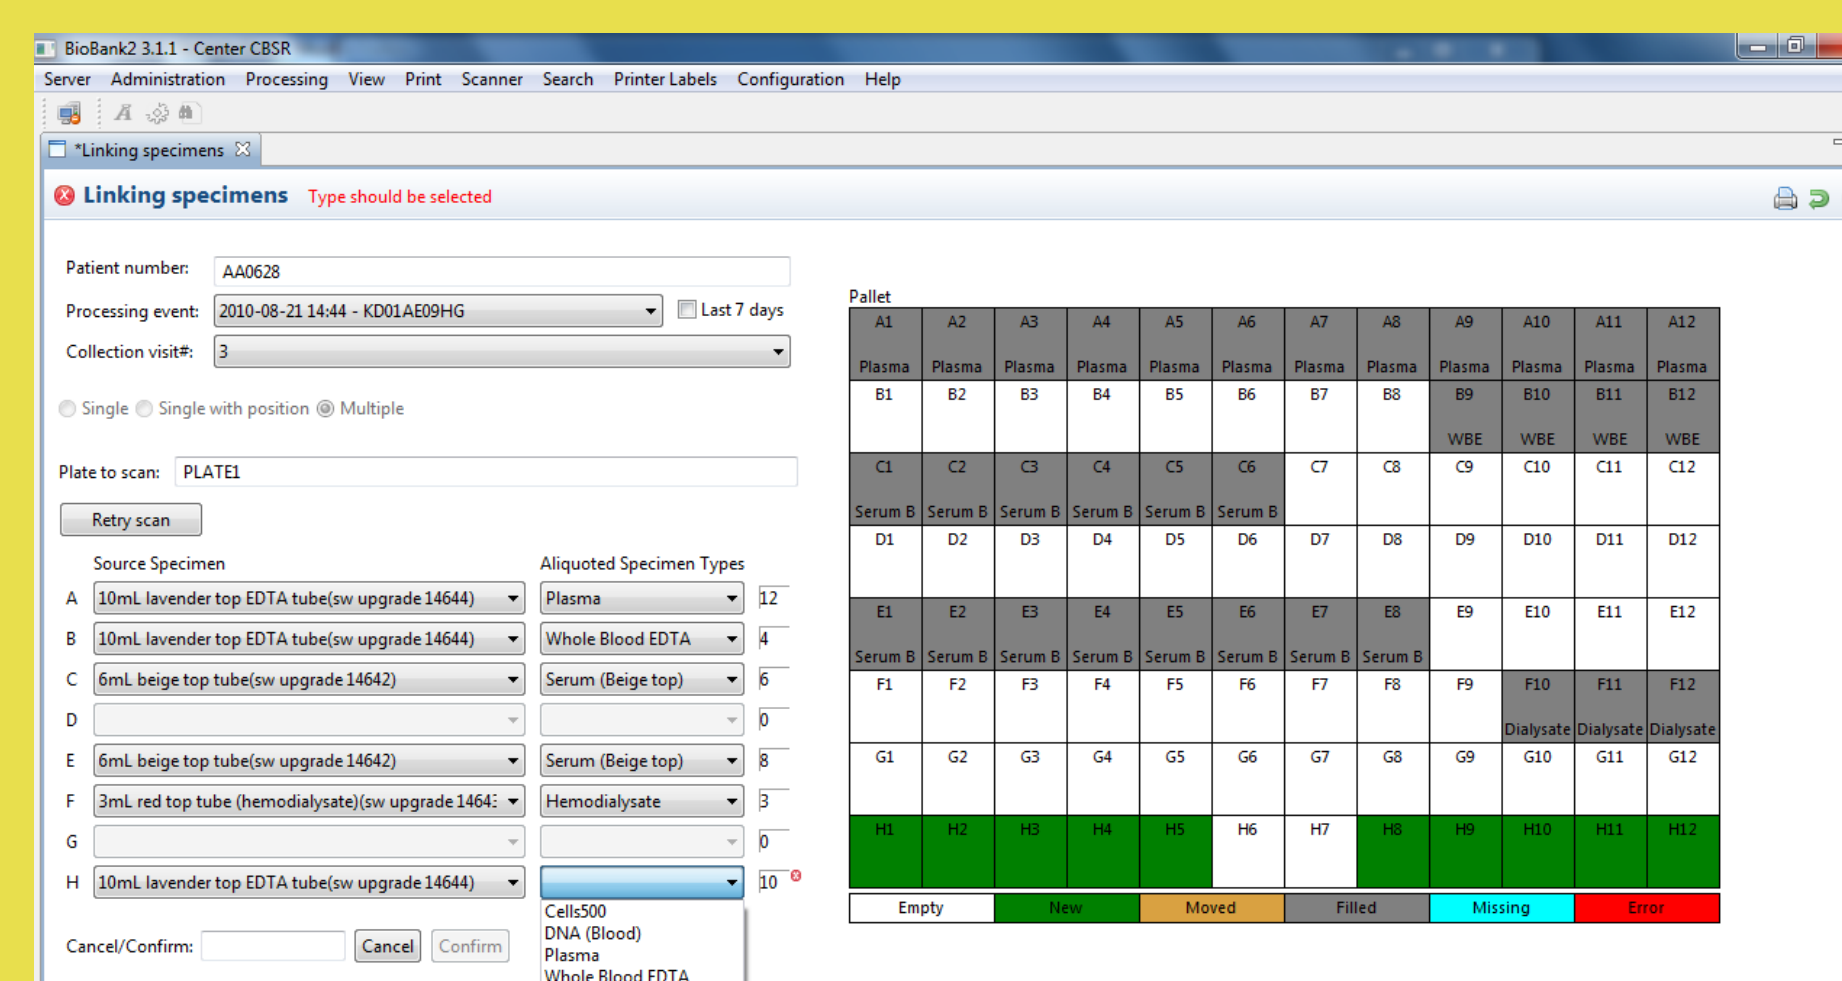 BioBank2 3.1.1 - Center CBSR
Server Administration Processing View Print Scanner Search Printer Labels Configuration Help
*Linking specimens
Linking specimens Type should be selected
Patient number: AA0628
Processing event: 2010-08-21 14:44 - KD01AE09HG Last 7 days
Collection visit#: 3
Single Single with position Multiple
Plate to scan: PLATE1
Retry scan
Source Specimen Aliquoted Specimen Types
A 10mL lavender top EDTA tube(sw upgrade 14644) Plasma 12
B 10mL lavender top EDTA tube(sw upgrade 14644) Whole Blood EDTA 4
C 6mL beige top tube(sw upgrade 14642) Serum (Beige top) 6
D 0
E 6mL beige top tube(sw upgrade 14642) Serum (Beige top) 8
F 3mL red top tube (hemodialysate)(sw upgrade 1464 Hemodialysate 3
G 0
H 10mL lavender top EDTA tube(sw upgrade 14644) 10
Cells500
DNA (Blood)
Plasma
Whole Blood EDTA
Cancel/Confirm: Cancel Confirm
Pallet
A1 A2 A3 A4 A5 A6 A7 A8 A9 A10 A11 A12
Plasma Plasma Plasma Plasma Plasma Plasma Plasma Plasma Plasma Plasma Plasma Plasma
B1 B2 B3 B4 B5 B6 B7 B8 B9 B10 B11 B12
WBE WBE WBE WBE
C1 C2 C3 C4 C5 C6 C7 C8 C9 C10 C11 C12
Serum B Serum B Serum B Serum B Serum B Serum B
D1 D2 D3 D4 D5 D6 D7 D8 D9 D10 D11 D12
E1 E2 E3 E4 E5 E6 E7 E8 E9 E10 E11 E12
Serum B Serum B Serum B Serum B Serum B Serum B Serum B Serum B
F1 F2 F3 F4 F5 F6 F7 F8 F9 F10 F11 F12
Dialysate Dialysate Dialysate
G1 G2 G3 G4 G5 G6 G7 G8 G9 G10 G11 G12
H1 H2 H3 H4 H5 H6 H7 H8 H9 H10 H11 H12
Empty New Moved Filled Missing Error